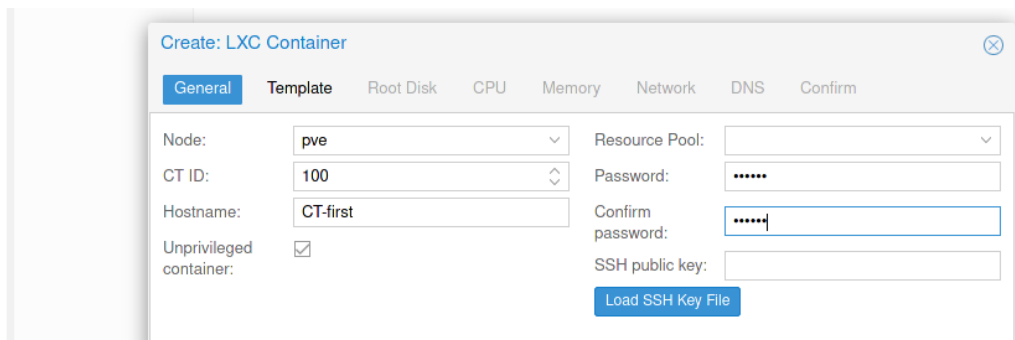 Create: LXC Container
General Template Root Disk CPU Memory Network DNS Confirm
Node: pve
CT ID: 100
Hostname: CT-first
Unprivileged
container:
Resource Pool:
Password: ••••••
Confirm
password: ••••••
SSH public key:
Load SSH Key File